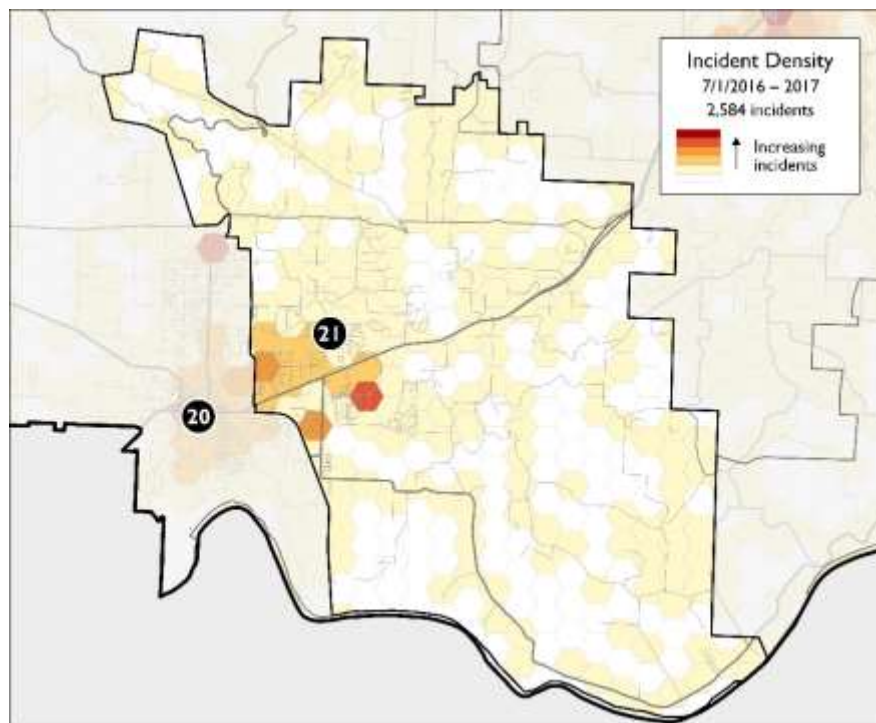 Incident Density
7/1/2016 – 2017
2,584 incidents
Increasing
incidents
21
20